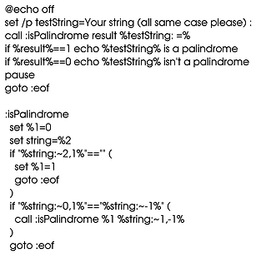 @echo off
set /p testString=Your string (all same case please) :
call :isPalindrome result %testString: =%
if %result%==1 echo %testString% is a palindrome
if %result%==0 echo %testString% isn't a palindrome
pause
goto :eof

:isPalindrome
  set %1=0
  set string=%2
  if "%string:~2,1%"=="" (
    set %1=1
    goto :eof
  )
  if "%string:~0,1%"=="%string:~-1%" (
    call :isPalindrome %1 %string:~1,-1%
  )
  goto :eof